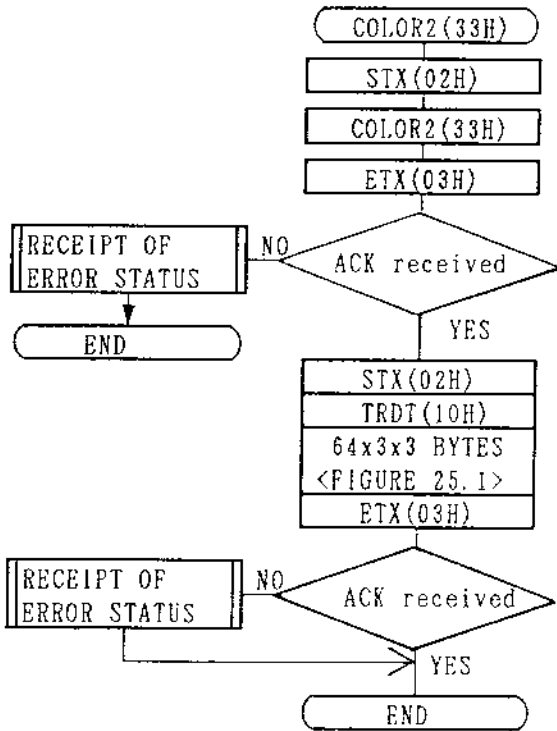 COLOR2(33H)
STX(02H)
COLOR2(33H)
ETX(03H)
RECEIPT OF
ERROR STATUS
NO
ACK received
END
YES
STX(02H)
TRDT(10H)
64x3x3 BYTES
<FIGURE 25.1>
ETX(03H)
RECEIPT OF
ERROR STATUS
NO
ACK received
YES
END